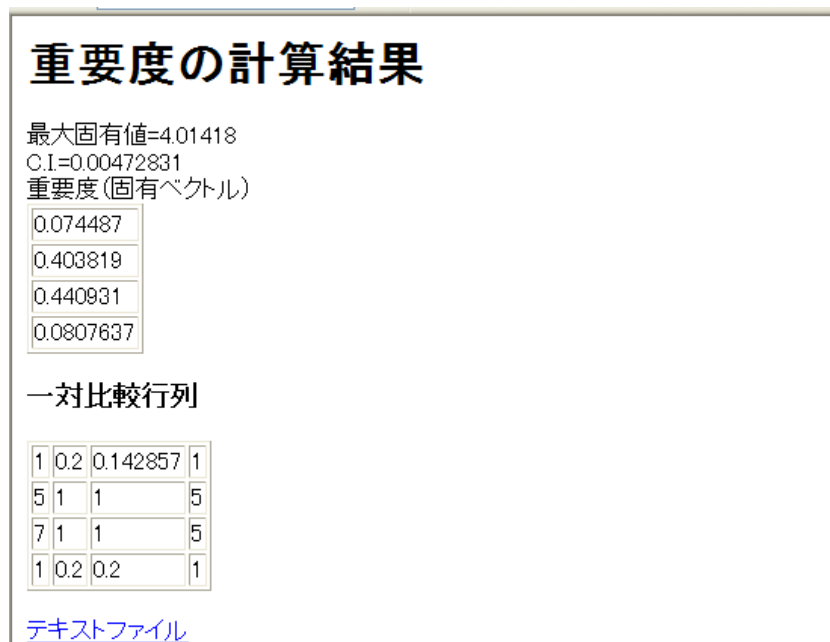 重要度の計算結果
最大固有値=4.01418
C.I.=0.00472831
重要度(固有ベクトル)
0.074487
0.403819
0.440931
0.0807637
一対比較行列
1 0.2 0.142857 1
5 1 1 5
7 1 1 5
1 0.2 0.2 1
テキストファイル